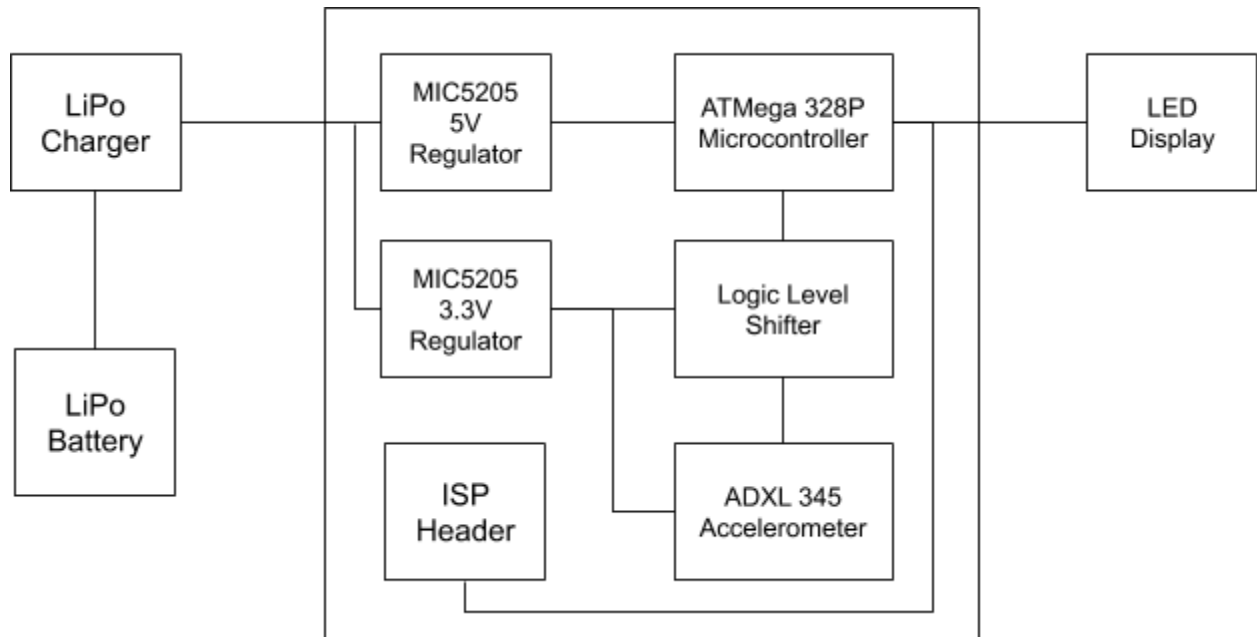 LiPo
Charger
MIC5205
5V
Regulator
ATMega 328P
Microcontroller
LED
Display
MIC5205
3.3V
Regulator
Logic Level
Shifter
LiPo
Battery
ISP
Header
ADXL 345
Accelerometer